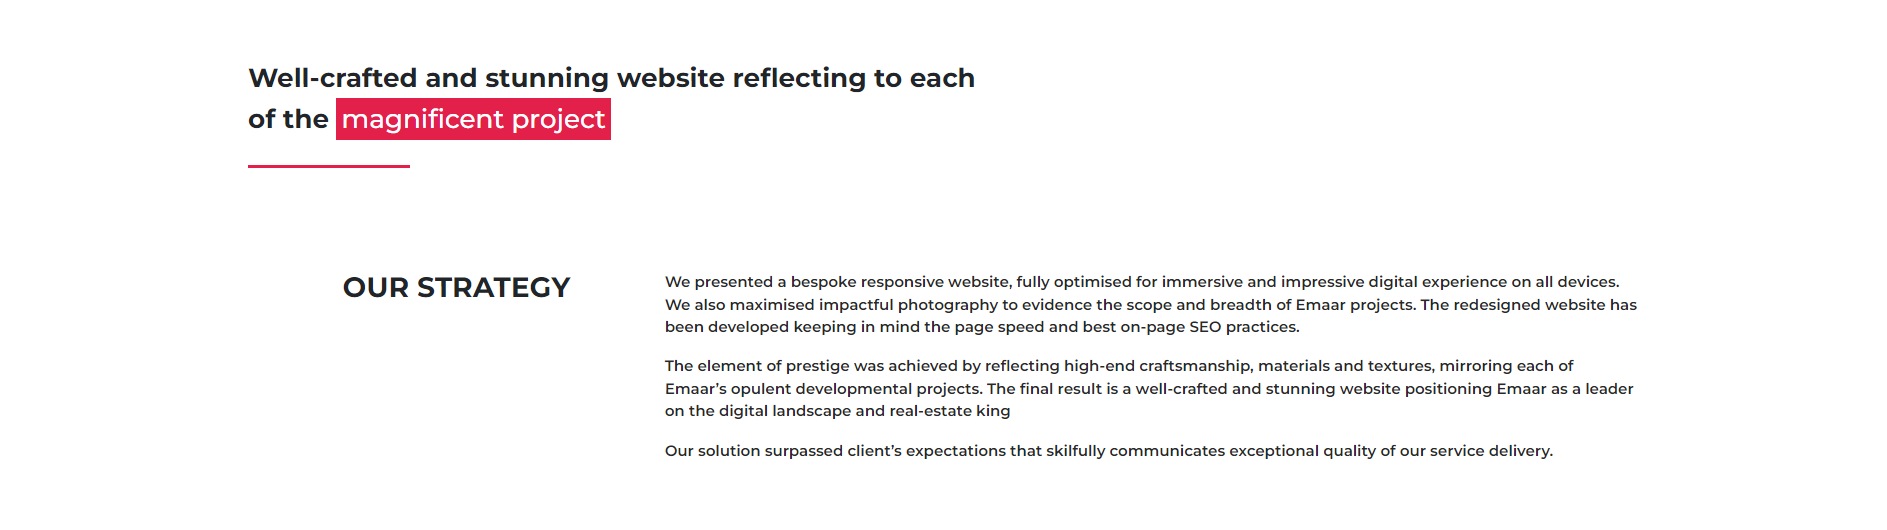 Well-crafted and stunning website reflecting to each
of the magnificent project
OUR STRATEGY
We presented a bespoke responsive website, fully optimised for immersive and impressive digital experience on all devices.
We also maximised impactful photography to evidence the scope and breadth of Emaar projects. The redesigned website has
been developed keeping in mind the page speed and best on-page SEO practices.
The element of prestige was achieved by reflecting high-end craftsmanship, materials and textures, mirroring each of
Emaar’s opulent developmental projects. The final result is a well-crafted and stunning website positioning Emaar as a leader
on the digital landscape and real-estate king
Our solution surpassed client’s expectations that skilfully communicates exceptional quality of our service delivery.